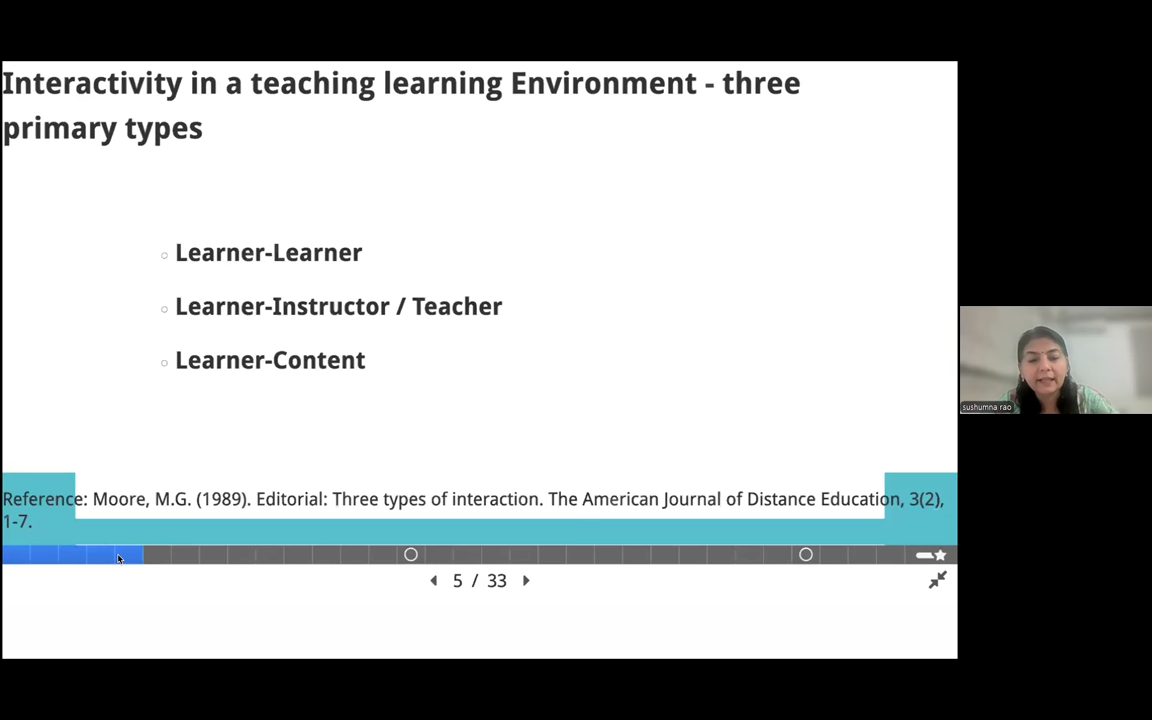 Interactivity in a teaching learning Environment - three
primary types
Learner-Learner
Learner-Instructor / Teacher
Learner-Content
sushumna rao
Reference: Moore, M.G. (1989). Editorial: Three types of interaction. The American Journal of Distance Education, 3(2),
1-7.
5 / 33